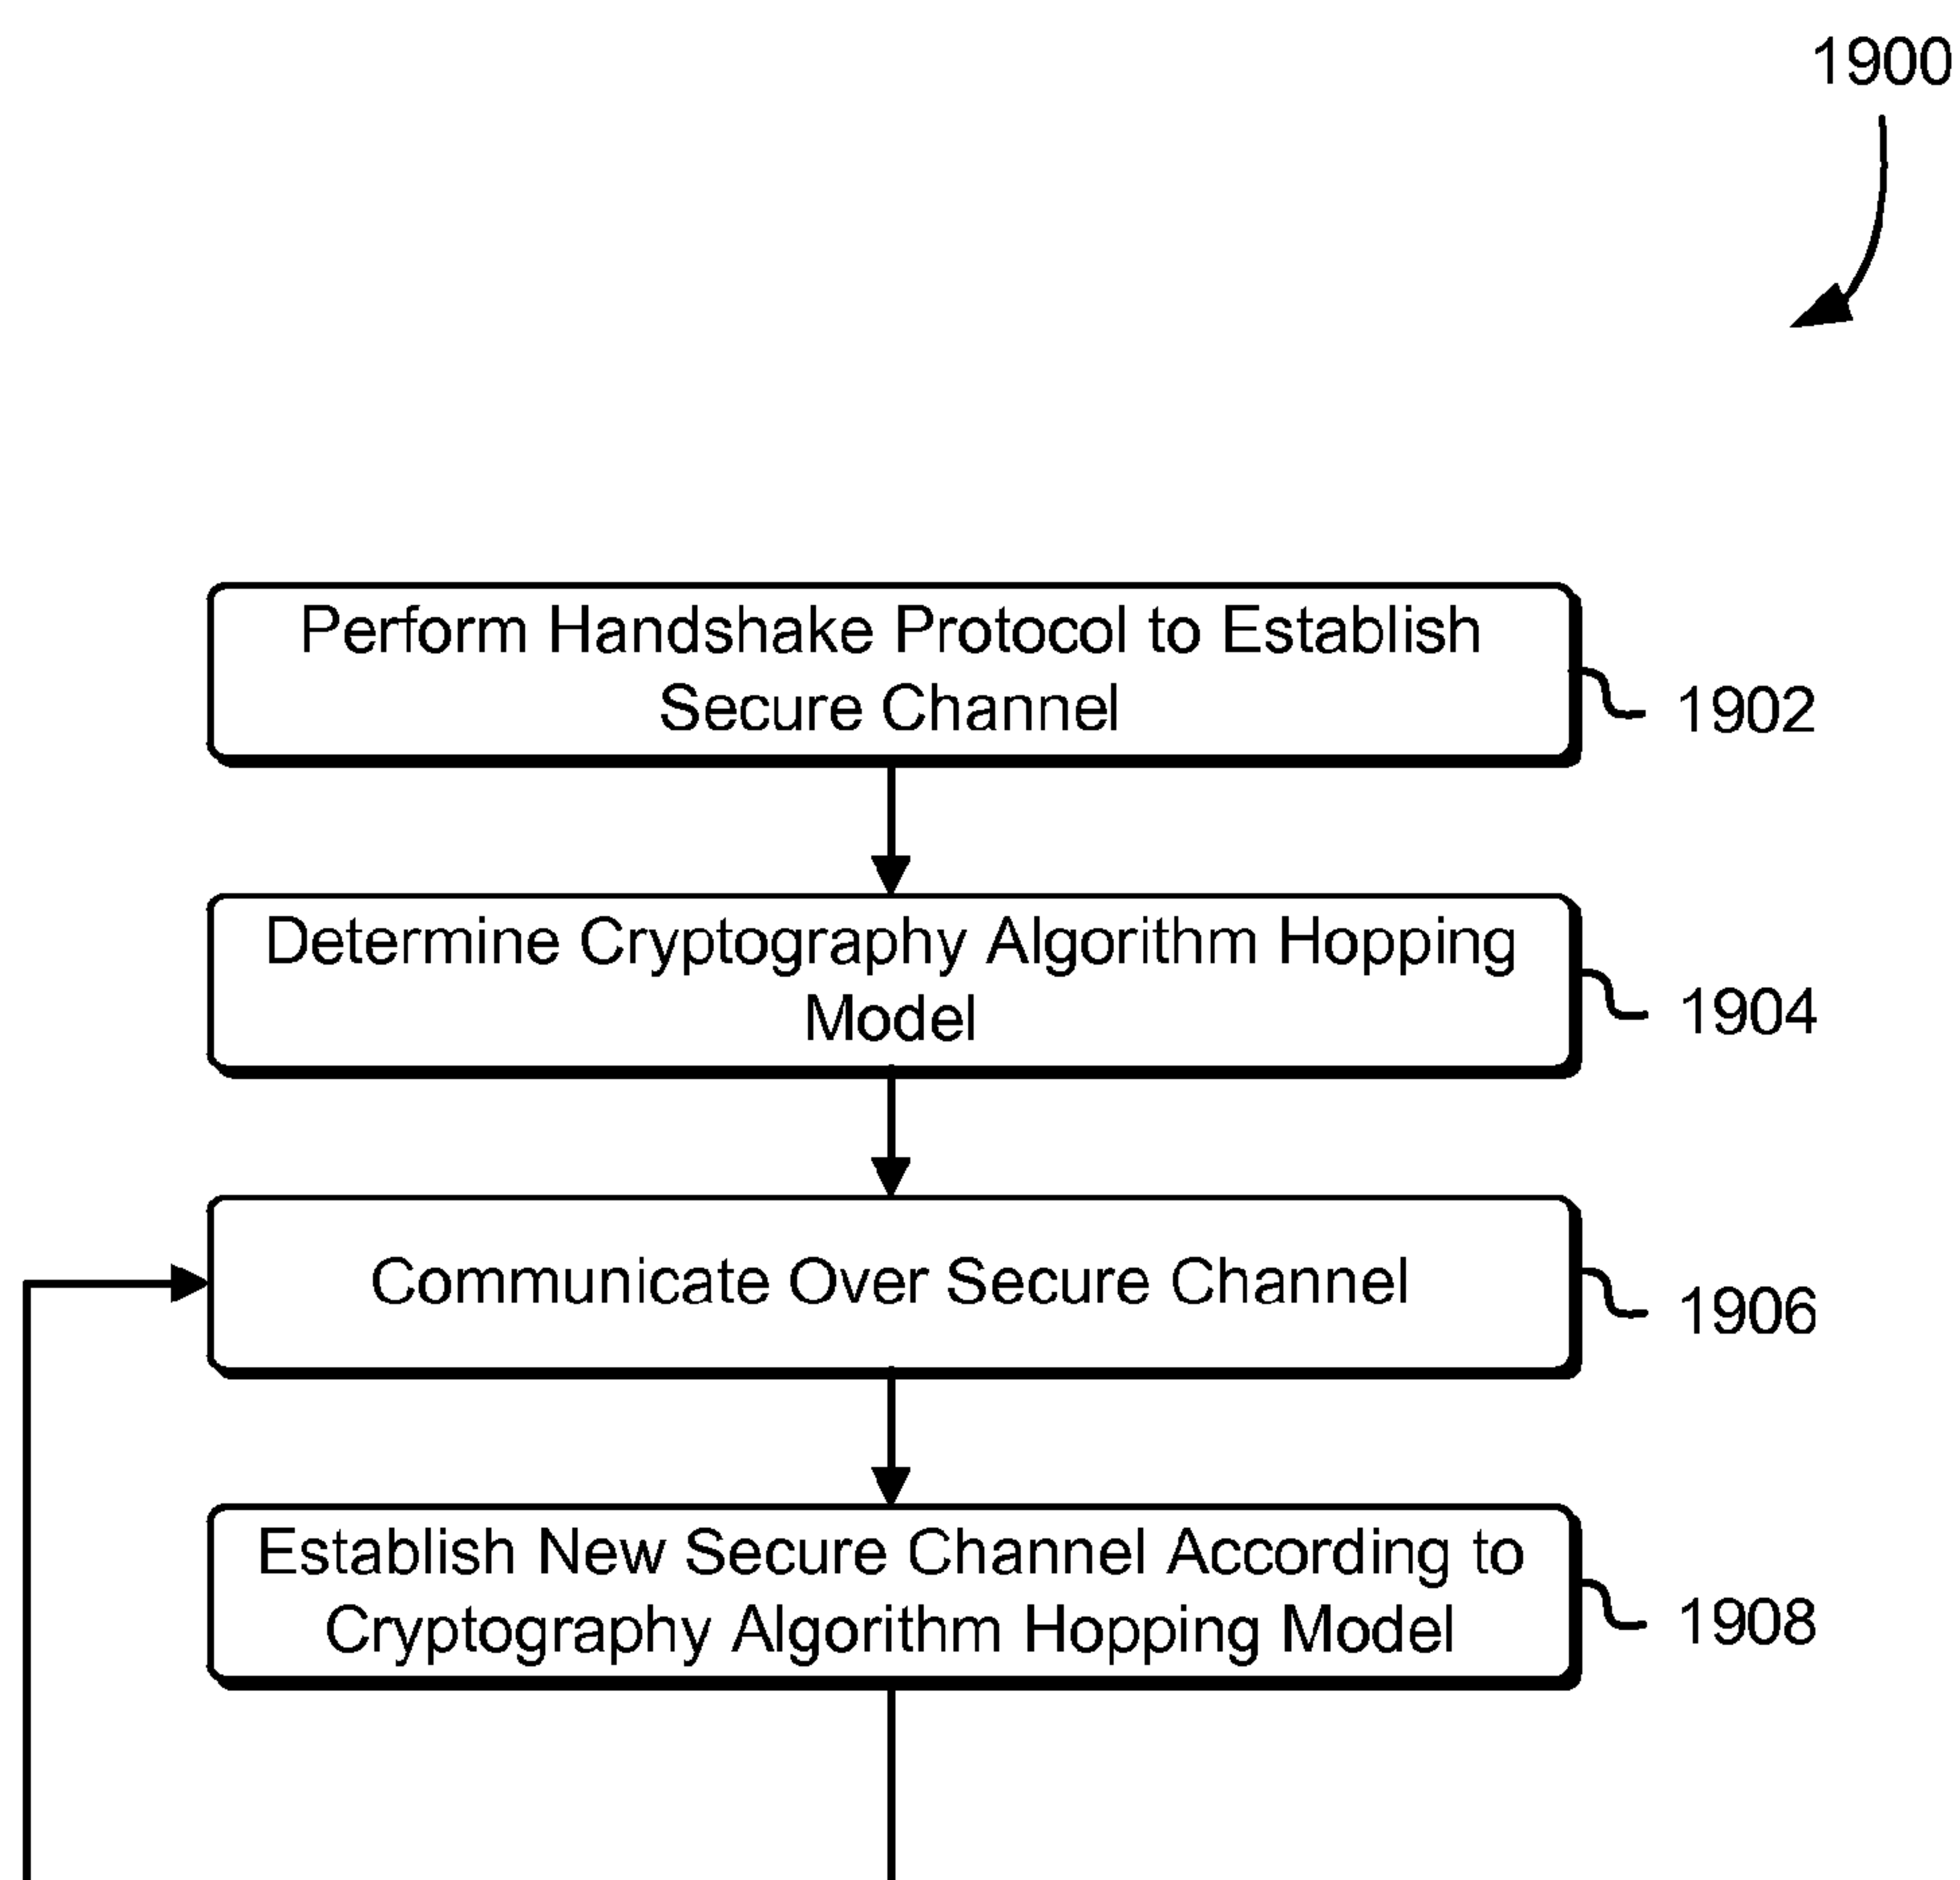 1900
Perform Handshake Protocol to Establish
Secure Channel
1902
Determine Cryptography Algorithm Hopping
Model
1904
Communicate Over Secure Channel
1906
Establish New Secure Channel According to
Cryptography Algorithm Hopping Model
1908